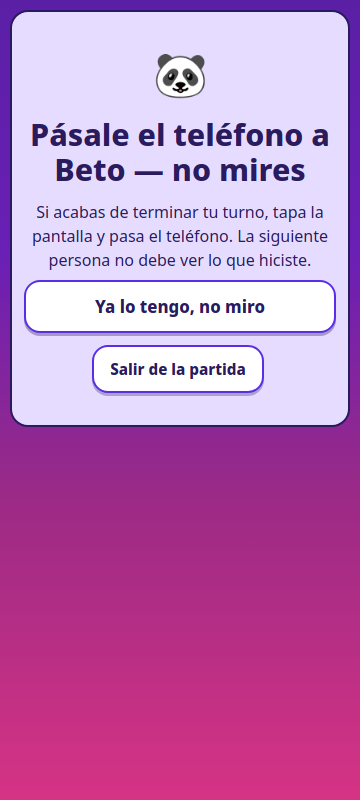 Pásale el teléfono a
Beto — no mires
Si acabas de terminar tu turno, tapa la
pantalla y pasa el teléfono. La siguiente
persona no debe ver lo que hiciste.
Ya lo tengo, no miro
Salir de la partida